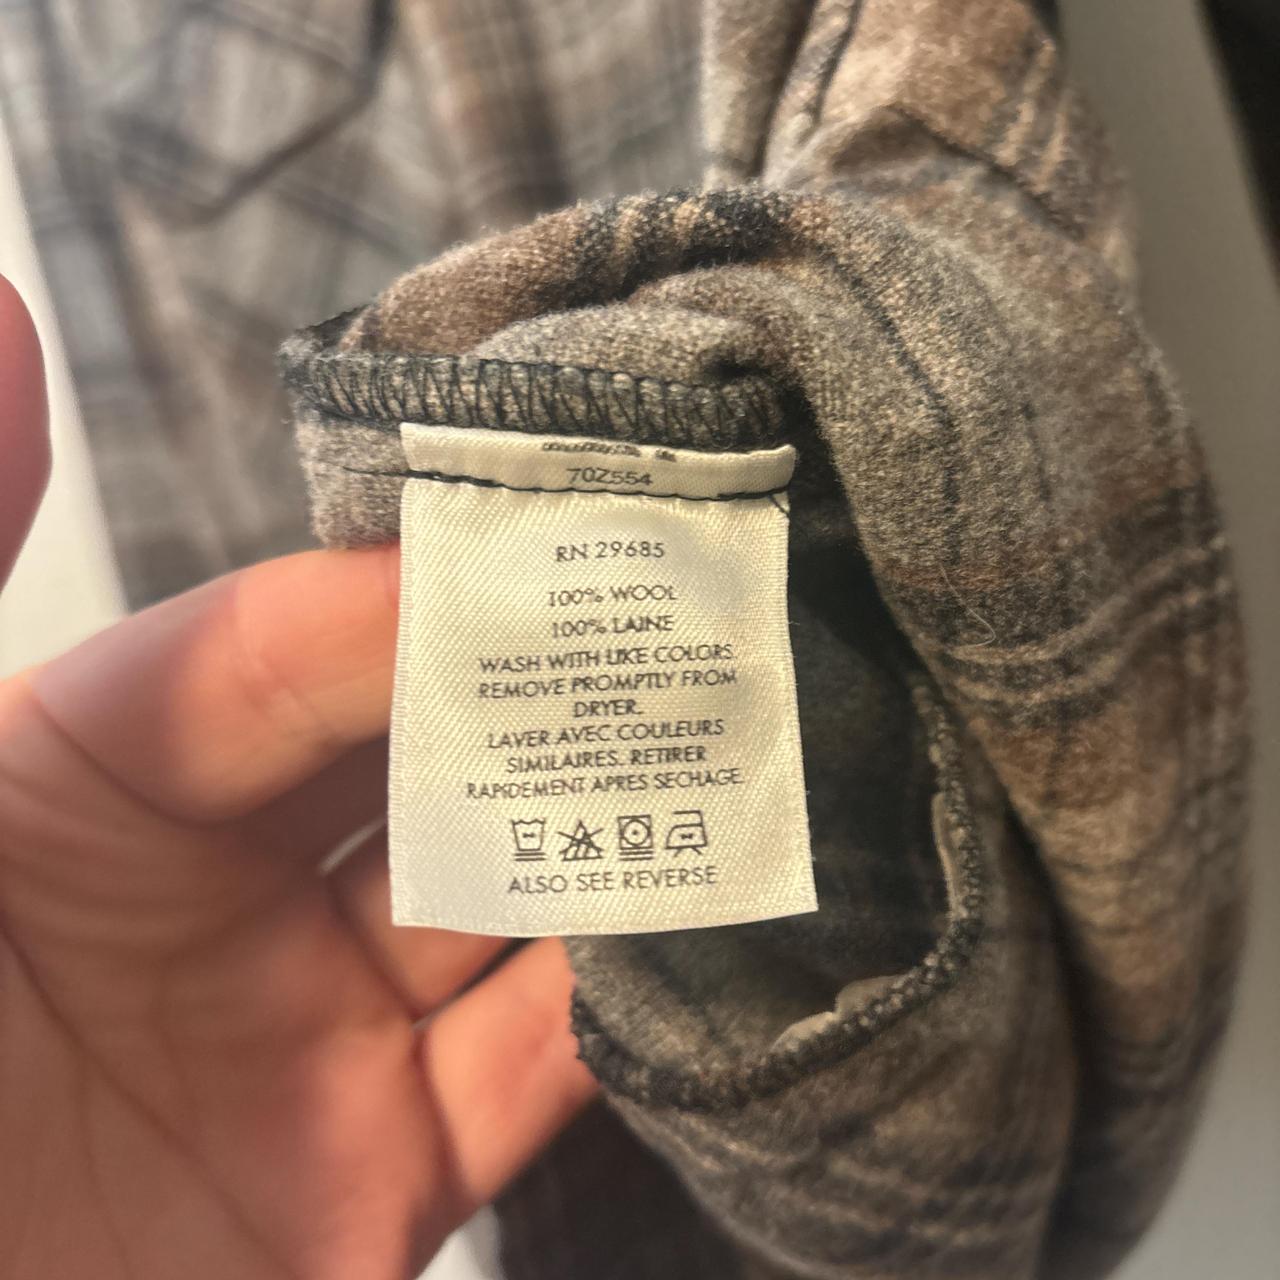 70Z554
RN 29685
100% WOOL
100% LAINE
WASH WITH LIKE COLORS.
REMOVE PROMPTLY FROM
DRYER.
LAVER AVEC COULEURS
SIMILAIRES. RETIRER
RAPIDEMENT APRES SECHAGE.
ALSO SEE REVERSE